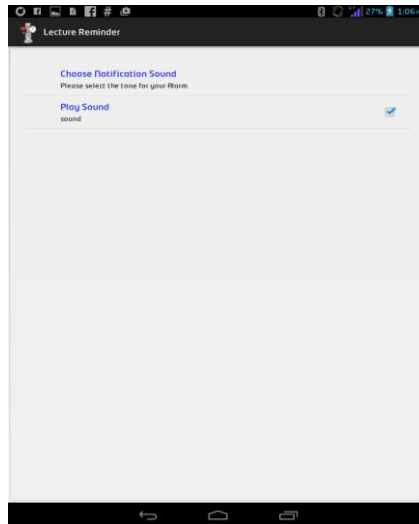 27% 1:06
Lecture Reminder
Choose Notification Sound
Please select the tone for your Alarm
Play Sound
sound